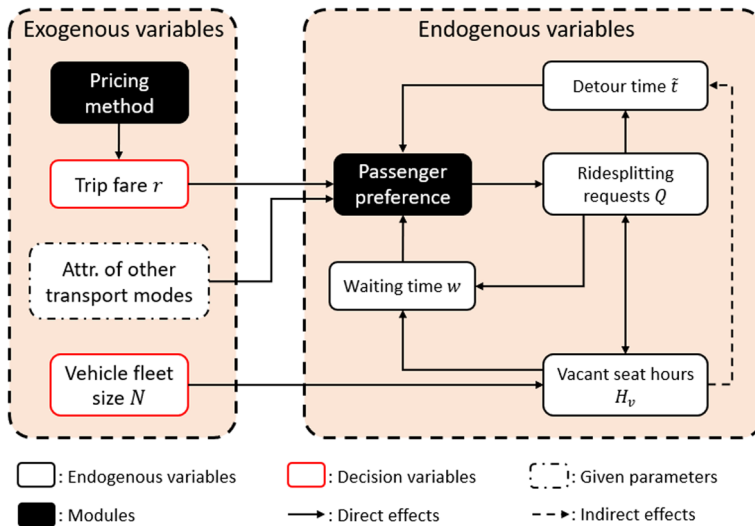 Exogenous variables
Endogenous variables
Pricing
method
Trip fare r
Attr. of other
transport modes
Vehicle fleet
size N
Detour time t̃
Passenger
preference
Ridesplitting
requests Q
Waiting time w
Vacant seat hours
H_v
: Endogenous variables
: Decision variables
: Given parameters
: Modules
: Direct effects
: Indirect effects